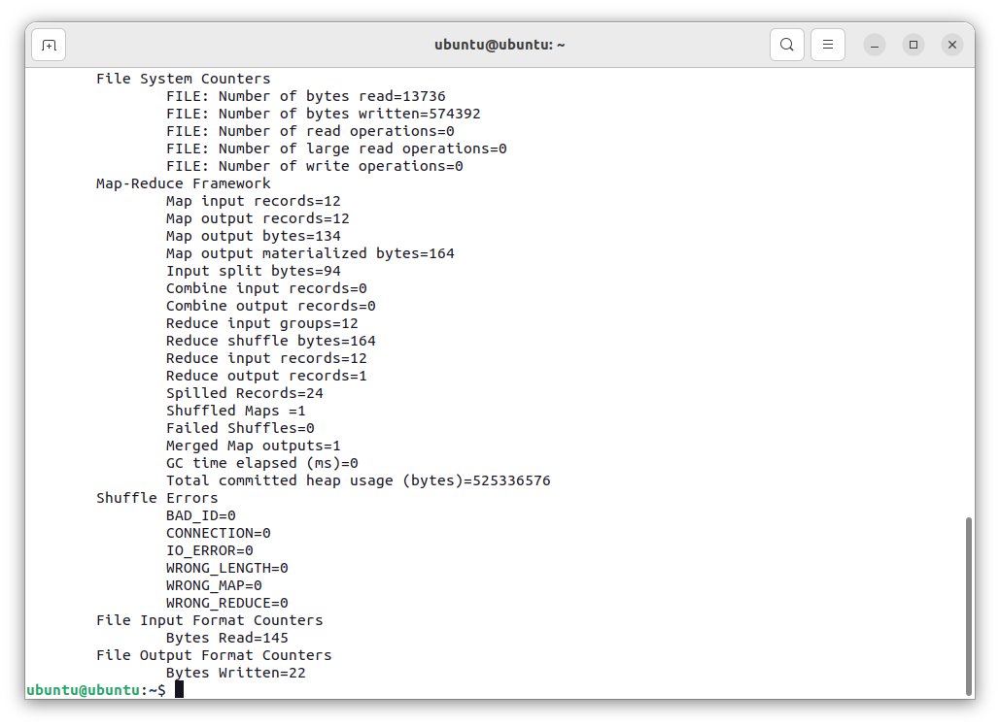 ubuntu@ubuntu: ~
File System Counters
FILE: Number of bytes read=13736
FILE: Number of bytes written=574392
FILE: Number of read operations=0
FILE: Number of large read operations=0
FILE: Number of write operations=0
Map-Reduce Framework
Map input records=12
Map output records=12
Map output bytes=134
Map output materialized bytes=164
Input split bytes=94
Combine input records=0
Combine output records=0
Reduce input groups=12
Reduce shuffle bytes=164
Reduce input records=12
Reduce output records=1
Spilled Records=24
Shuffled Maps =1
Failed Shuffles=0
Merged Map outputs=1
GC time elapsed (ms)=0
Total committed heap usage (bytes)=525336576
Shuffle Errors
BAD_ID=0
CONNECTION=0
IO_ERROR=0
WRONG_LENGTH=0
WRONG_MAP=0
WRONG_REDUCE=0
File Input Format Counters
Bytes Read=145
File Output Format Counters
Bytes Written=22
ubuntu@ubuntu:~$